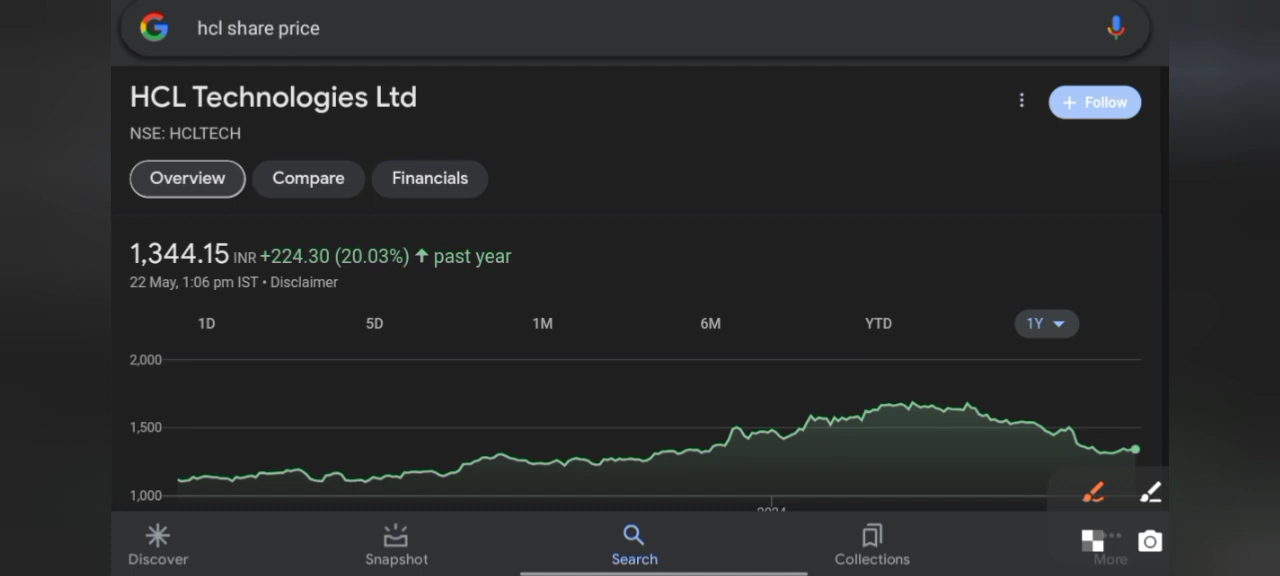 hcl share price
HCL Technologies Ltd
+ Follow
NSE: HCLTECH
Overview Compare Financials
1,344.15 INR +224.30 (20.03%) ↑ past year
22 May, 1:06 pm IST • Disclaimer
1D 5D 1M 6M YTD 1Y
2,000
1,500
1,000
2024
Discover Snapshot Search Collections More